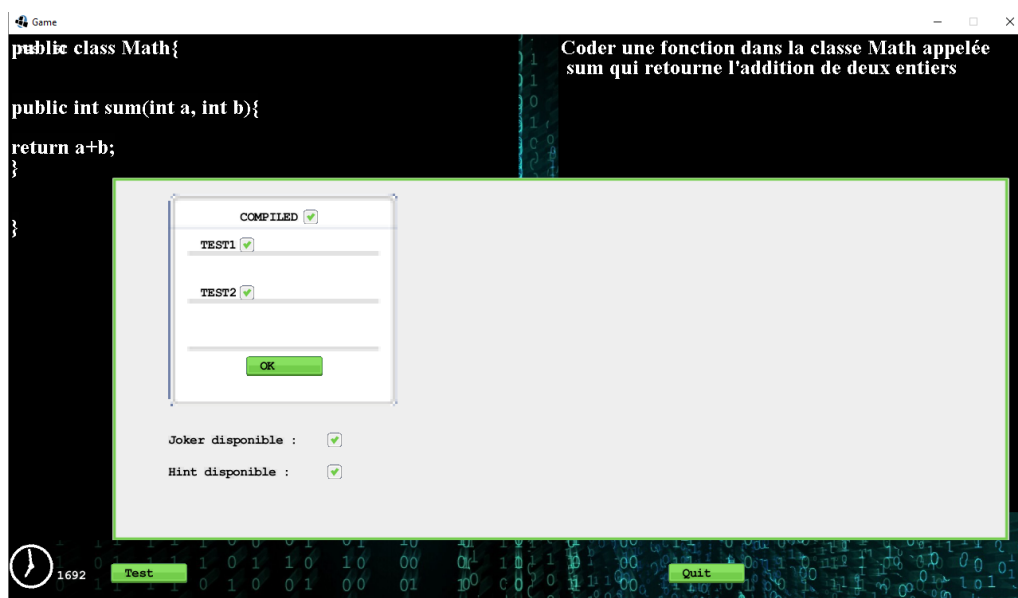 Game
public class Math{
Coder une fonction dans la classe Math appelée
sum qui retourne l'addition de deux entiers
public int sum(int a, int b){
return a+b;
}
}
COMPILED
TEST1
TEST2
OK
Joker disponible :
Hint disponible :
1692
Test
Quit